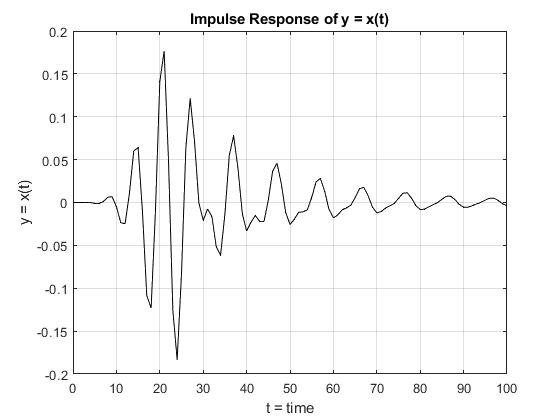 Impulse Response of y = x(t)
0.2
0.15
0.1
0.05
0
-0.05
-0.1
-0.15
-0.2
y = x(t)
0 10 20 30 40 50 60 70 80 90 100
t = time